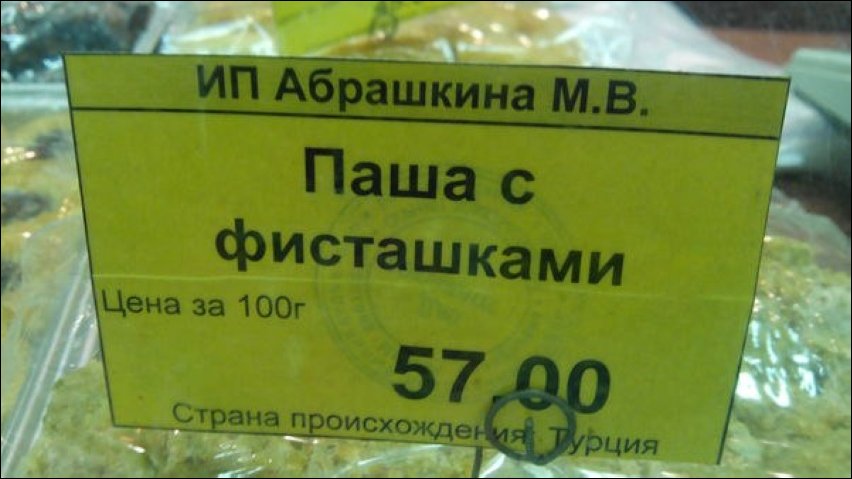 ИП Абрашкина М.В.
Паша с
фисташками
Цена за 100г
57.00
Страна происхождения: Турция